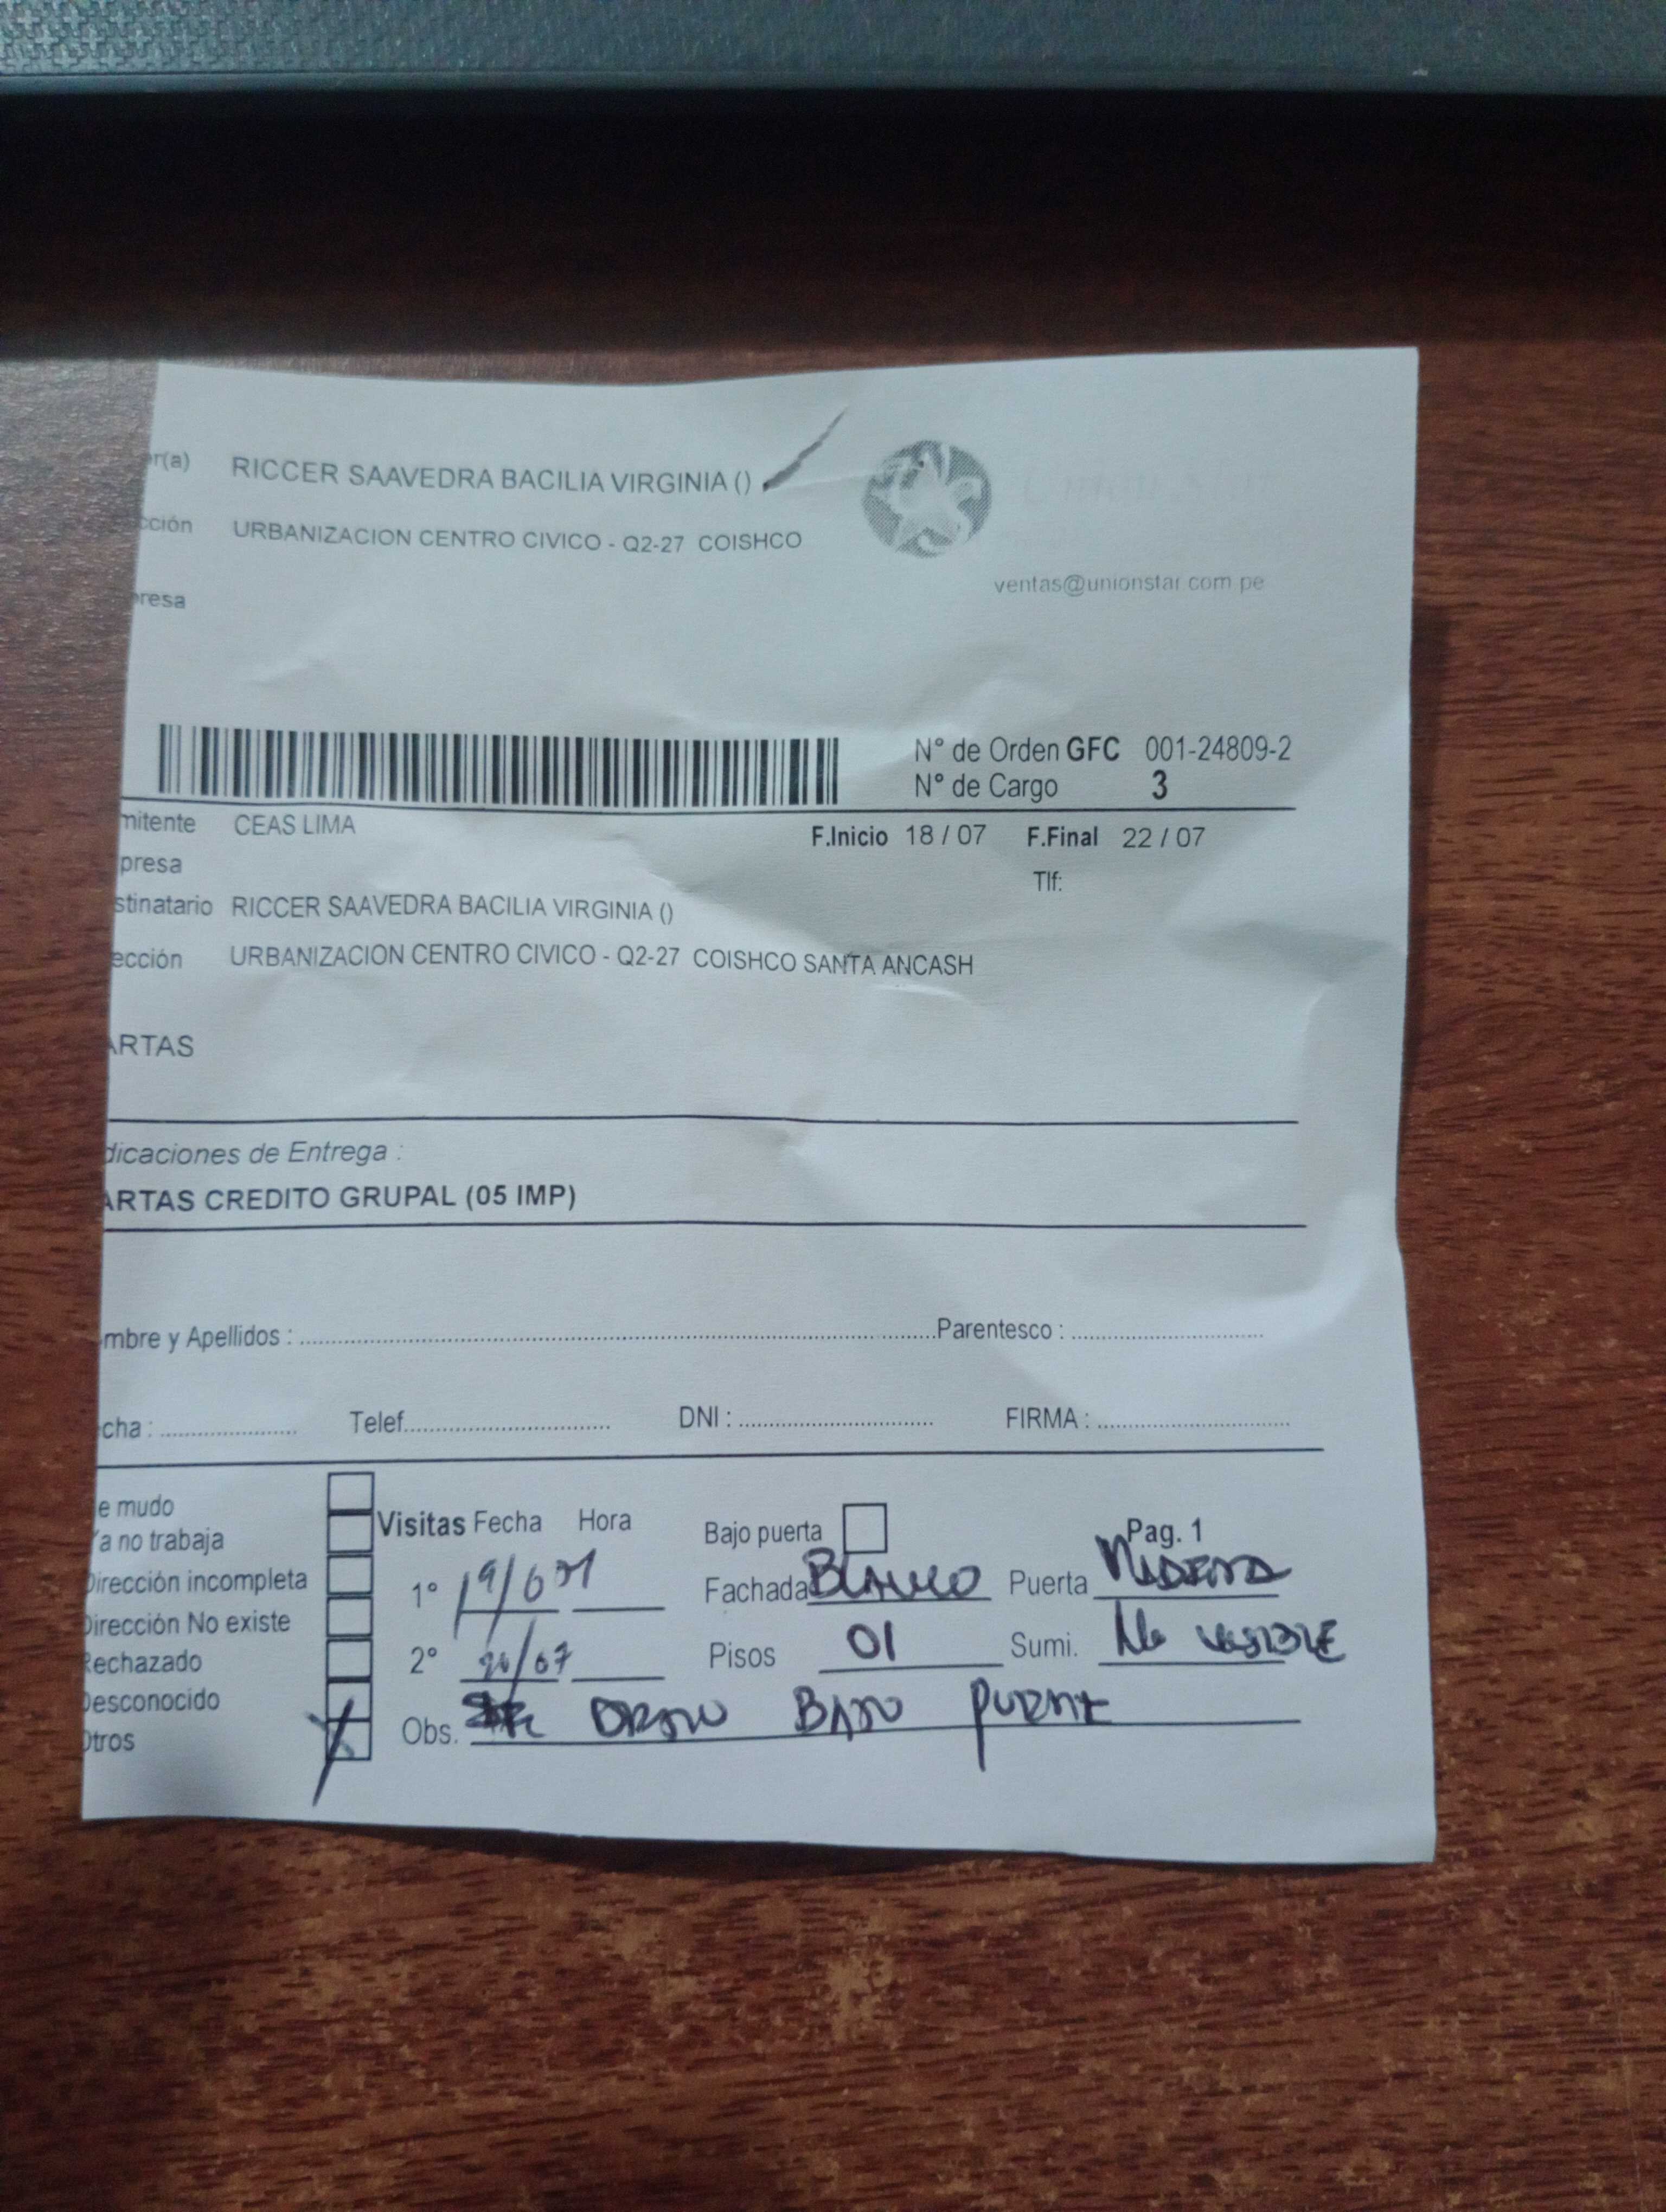 er(a) RICCER SAAVEDRA BACILIA VIRGINIA ()
cción URBANIZACION CENTRO CIVICO - Q2-27 COISHCO
ventas@unionstar.com.pe
presa
N° de Orden GFC 001-24809-2
N° de Cargo 3
mitente CEAS LIMA
F.Inicio 18 / 07 F.Final 22 / 07
presa
Tlf:
stinatario RICCER SAAVEDRA BACILIA VIRGINIA ()
ección URBANIZACION CENTRO CIVICO - Q2-27 COISHCO SANTA ANCASH
ARTAS
dicaciones de Entrega :
ARTAS CREDITO GRUPAL (05 IMP)
mbre y Apellidos : Parentesco :
cha : Telef. DNI : FIRMA :
e mudo
Ya no trabaja
Dirección incompleta
Dirección No existe
Rechazado
Desconocido
Otros
Visitas Fecha Hora Bajo puerta Pag. 1
1° Fachada BLANCO Puerta MADERA
2° 20/07 Pisos 01 Sumi. No VISIBLE
Obs. BAJO PUERTA